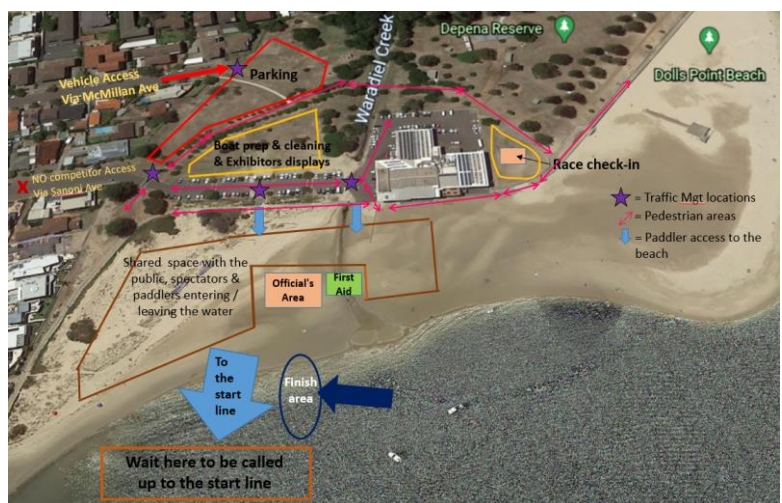 Depena Reserve
Dolls Point Beach
Waradiel Creek
Parking
Vehicle Access
Via McMillan Ave
Boat prep & cleaning
& Exhibitors displays
NO competitor Access
Via Sanoni Ave
X
Race check-in
= Traffic Mgt locations
= Pedestrian areas
= Paddler access to the
beach
Shared space with the
public, spectators &
paddlers entering /
leaving the water
Official's
Area
First
Aid
To
the
start
line
Finish
area
Wait here to be called
up to the start line